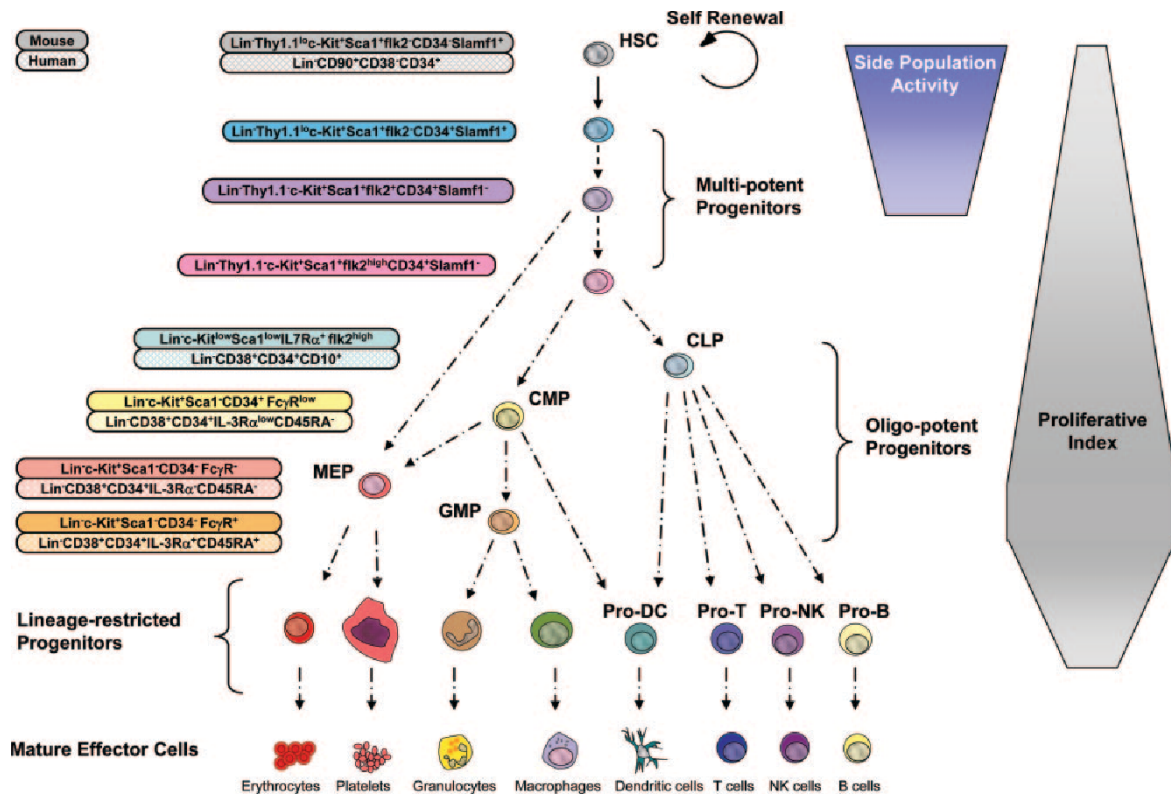 Self Renewal
Mouse
Human
Lin⁻Thy1.1ˡᵒc-Kit⁺Sca1⁺flk2⁻CD34⁻Slamf1⁺
Lin⁻CD90⁺CD38⁻CD34⁺
HSC
Side Population
Activity
Lin⁻Thy1.1ˡᵒc-Kit⁺Sca1⁺flk2⁻CD34⁺Slamf1⁺
Lin⁻Thy1.1⁻c-Kit⁺Sca1⁺flk2⁺CD34⁺Slamf1⁻
Multi-potent
Progenitors
Lin⁻Thy1.1⁻c-Kit⁺Sca1⁺flk2ʰⁱᵍʰCD34⁺Slamf1⁻
Lin⁻c-KitˡᵒʷSca1ˡᵒʷIL7Rα⁺ flk2ʰⁱᵍʰ
Lin⁻CD38⁺CD34⁺CD10⁺
CLP
Lin⁻c-Kit⁺Sca1⁻CD34⁺ FcγRˡᵒʷ
Lin⁻CD38⁺CD34⁺IL-3RαˡᵒʷCD45RA⁻
CMP
Oligo-potent
Progenitors
Proliferative
Index
Lin⁻c-Kit⁺Sca1⁻CD34⁻ FcγR⁻
Lin⁻CD38⁺CD34⁺IL-3Rα⁻CD45RA⁻
MEP
Lin⁻c-Kit⁺Sca1⁻CD34⁻ FcγR⁺
Lin⁻CD38⁺CD34⁺IL-3Rα⁺CD45RA⁺
GMP
Lineage-restricted
Progenitors
Pro-DC
Pro-T
Pro-NK
Pro-B
Mature Effector Cells
Erythrocytes
Platelets
Granulocytes
Macrophages
Dendritic cells
T cells
NK cells
B cells